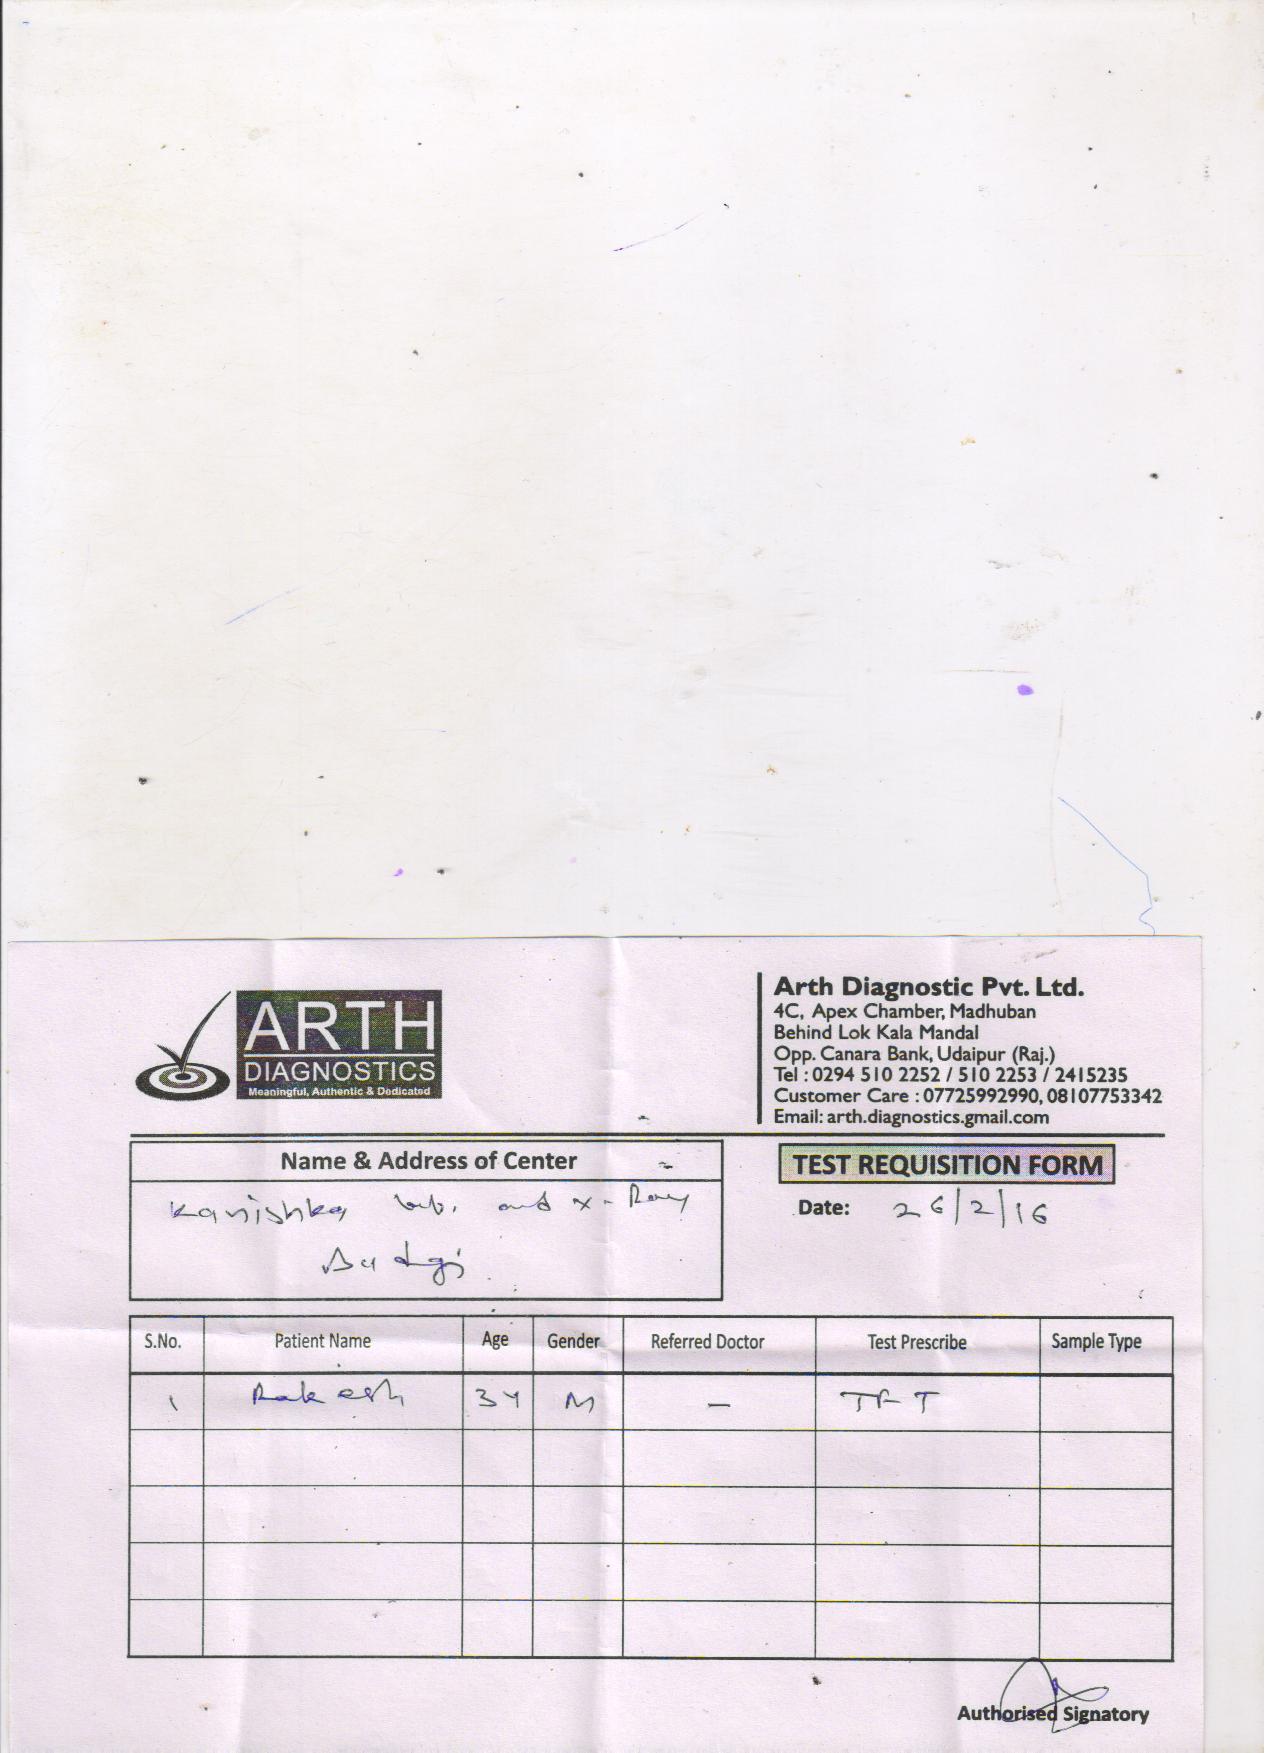 ARTH
DIAGNOSTICS
Meaningful, Authentic & Dedicated
Arth Diagnostic Pvt. Ltd.
4C, Apex Chamber, Madhuban
Behind Lok Kala Mandal
Opp. Canara Bank, Udaipur (Raj.)
Tel : 0294 510 2252 / 510 2253 / 2415235
Customer Care : 07725992990, 08107753342
Email: arth.diagnostics.gmail.com
Name & Address of Center
Kanishka lab. and X-Ray
TEST REQUISITION FORM
Date: 26/2/16
S.No. Patient Name Age Gender Referred Doctor Test Prescribe Sample Type
1 Rakesh 34 M - TFT
Authorised Signatory